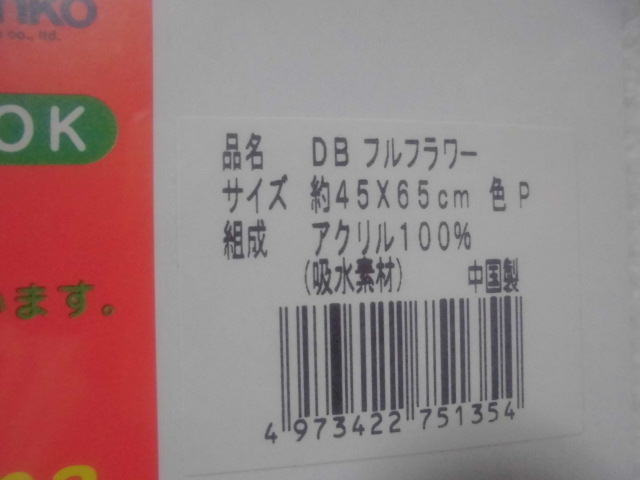 co., ltd.
OK
ます。
品名 DB フルフラワー
サイズ 約45X65cm 色 P
組成 アクリル100%
(吸水素材) 中国製
4 973422 751354